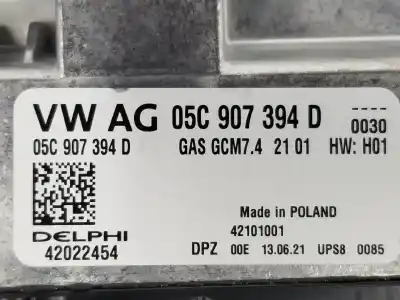 VW AG 05C 907 394 D ----
0030
05C 907 394 D GAS GCM7.4 21 01 HW: H01
Made in POLAND
DELPHI 42101001
42022454 DPZ 00E 13.06.21 UPS8 0085